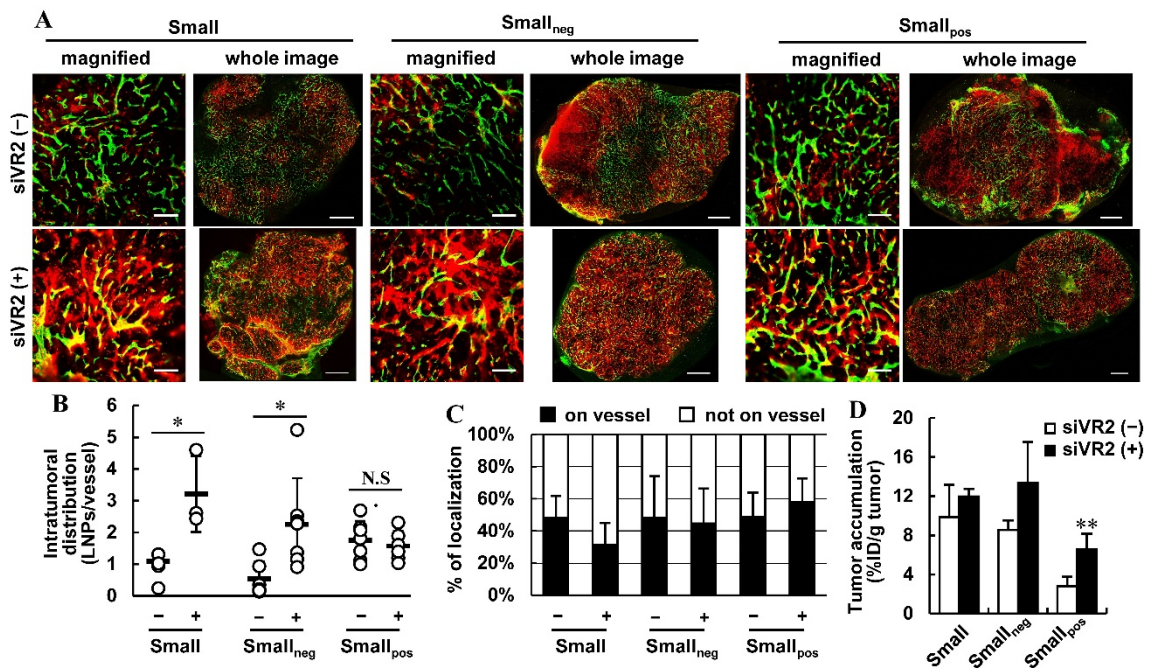 A
Small
Small_neg
Small_pos
magnified
whole image
magnified
whole image
magnified
whole image
siVR2 (−)
siVR2 (+)
B
Intratumoral
distribution
(LNPs/vessel)
6
5
4
3
2
1
0
*
*
N.S
− + − + − +
Small Small_neg Small_pos
C
on vessel not on vessel
% of localization
100%
80%
60%
40%
20%
0%
− + − + − +
Small Small_neg Small_pos
D
siVR2 (−)
siVR2 (+)
Tumor accumulation
(%ID/g tumor)
20
16
12
8
4
0
**
Small
Small_neg
Small_pos